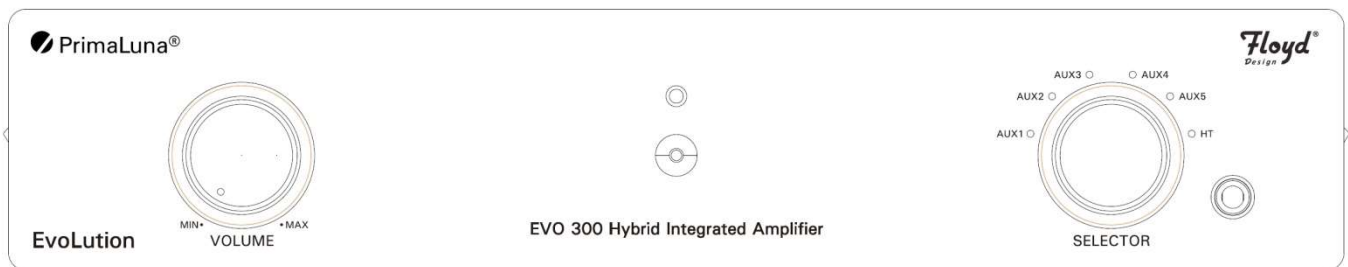 PrimaLuna®
Floyd®
Design
AUX3 AUX4
AUX2 AUX5
AUX1 HT
MIN• •MAX
VOLUME
EvoLution
EVO 300 Hybrid Integrated Amplifier
SELECTOR